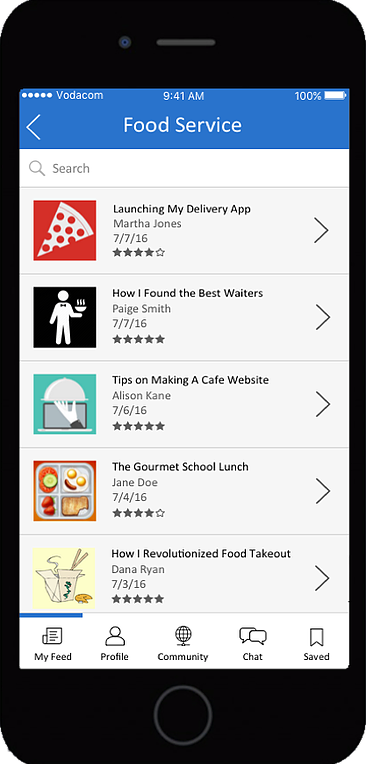 Vodacom 9:41 AM 100%
Food Service
Search
Launching My Delivery App
Martha Jones
7/7/16
How I Found the Best Waiters
Paige Smith
7/7/16
Tips on Making A Cafe Website
Alison Kane
7/6/16
The Gourmet School Lunch
Jane Doe
7/4/16
How I Revolutionized Food Takeout
Dana Ryan
7/3/16
My Feed Profile Community Chat Saved